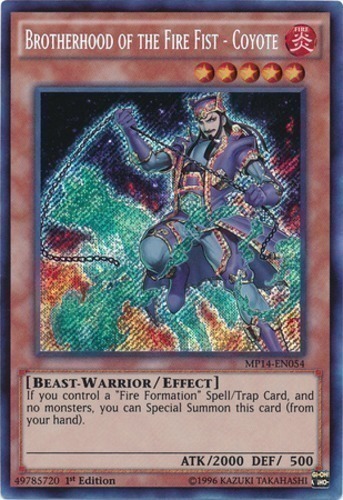 BROTHERHOOD OF THE FIRE FIST - COYOTE
FIRE
炎
MP14-EN054
[BEAST-WARRIOR/EFFECT]
If you control a "Fire Formation" Spell/Trap Card, and
no monsters, you can Special Summon this card (from
your hand).
ATK/2000 DEF/ 500
49785720 1st Edition ©1996 KAZUKI TAKAHASHI